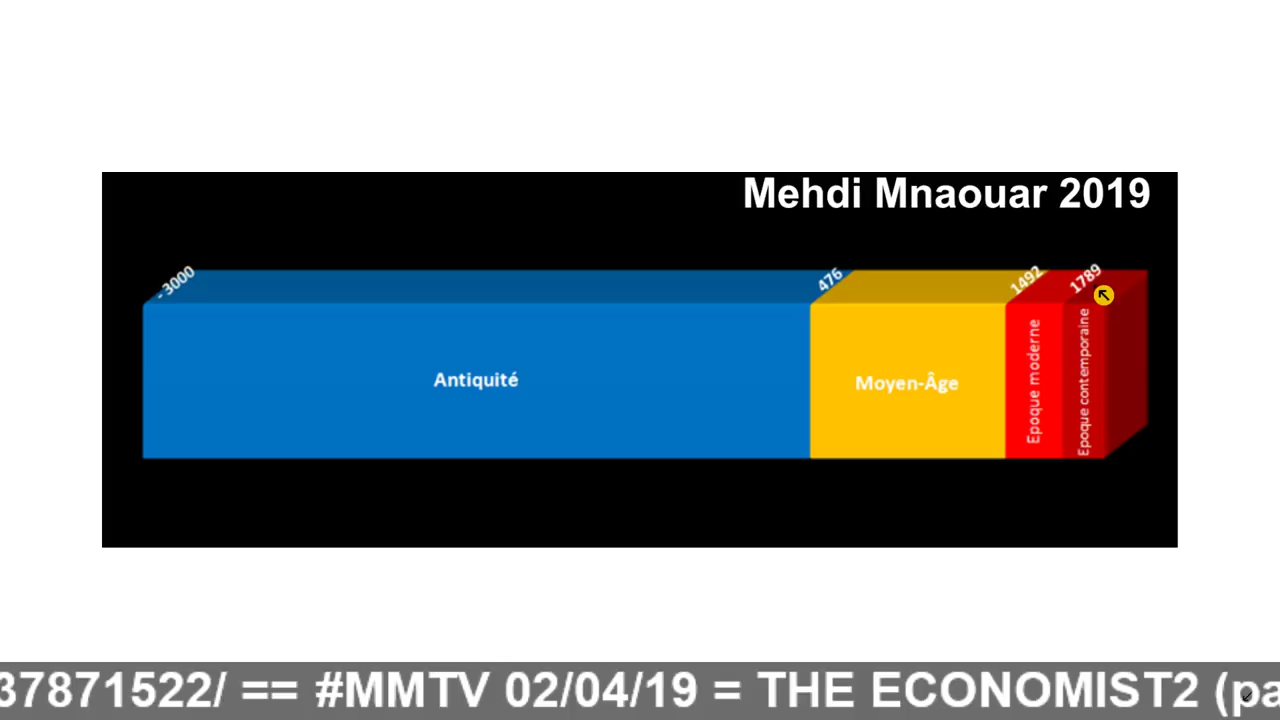 Mehdi Mnaouar 2019
- 3000
476
1492
1789
Antiquité
Moyen-Âge
Epoque moderne
Epoque contemporaine
37871522/ == #MMTV 02/04/19 = THE ECONOMIST2 (pa